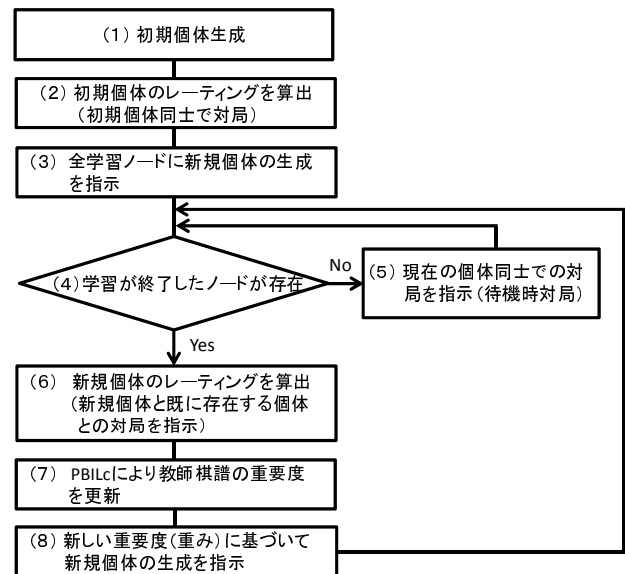 (1) 初期個体生成
(2) 初期個体のレーティングを算出
(初期個体同士で対局)
(3) 全学習ノードに新規個体の生成
を指示
(4) 学習が終了したノードが存在
No
(5) 現在の個体同士での対
局を指示(待機時対局)
Yes
(6) 新規個体のレーティングを算出
(新規個体と既に存在する個体
との対局を指示)
(7) PBILcにより教師棋譜の重要度
を更新
(8) 新しい重要度(重み)に基づいて
新規個体の生成を指示